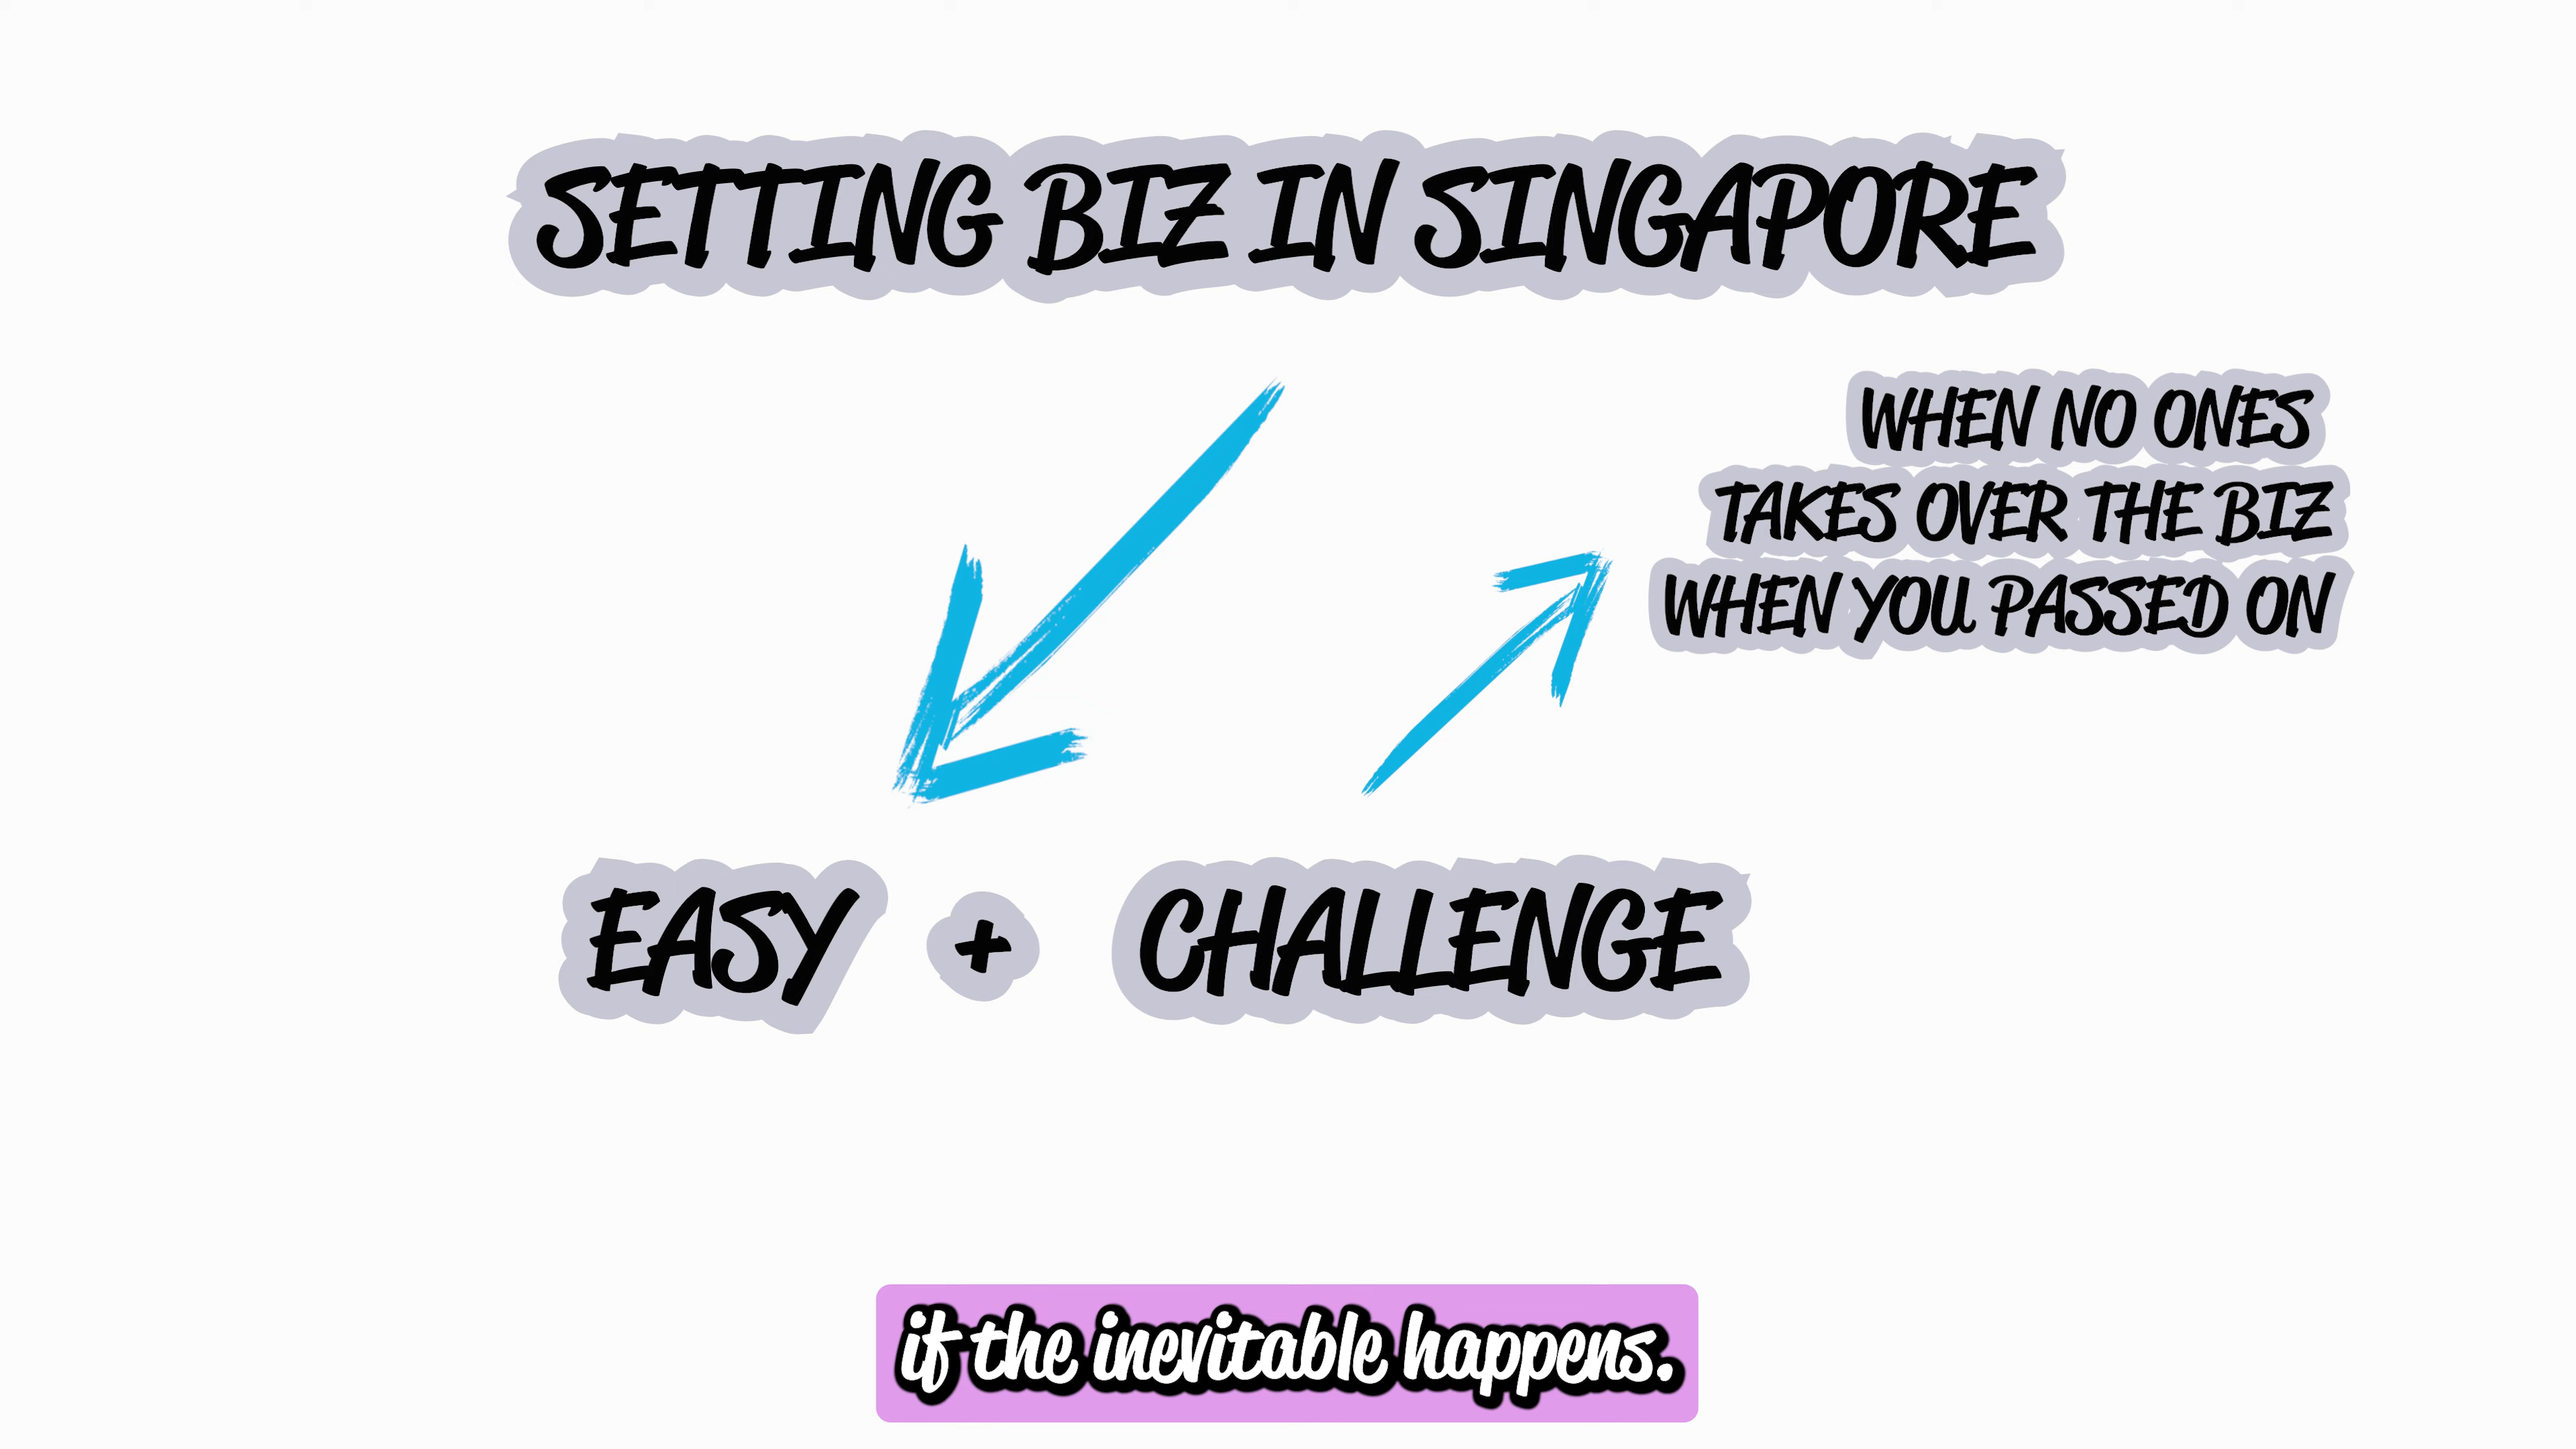 SETTING BIZ IN SINGAPORE
WHEN NO ONES
TAKES OVER THE BIZ
WHEN YOU PASSED ON
EASY + CHALLENGE
if the inevitable happens.